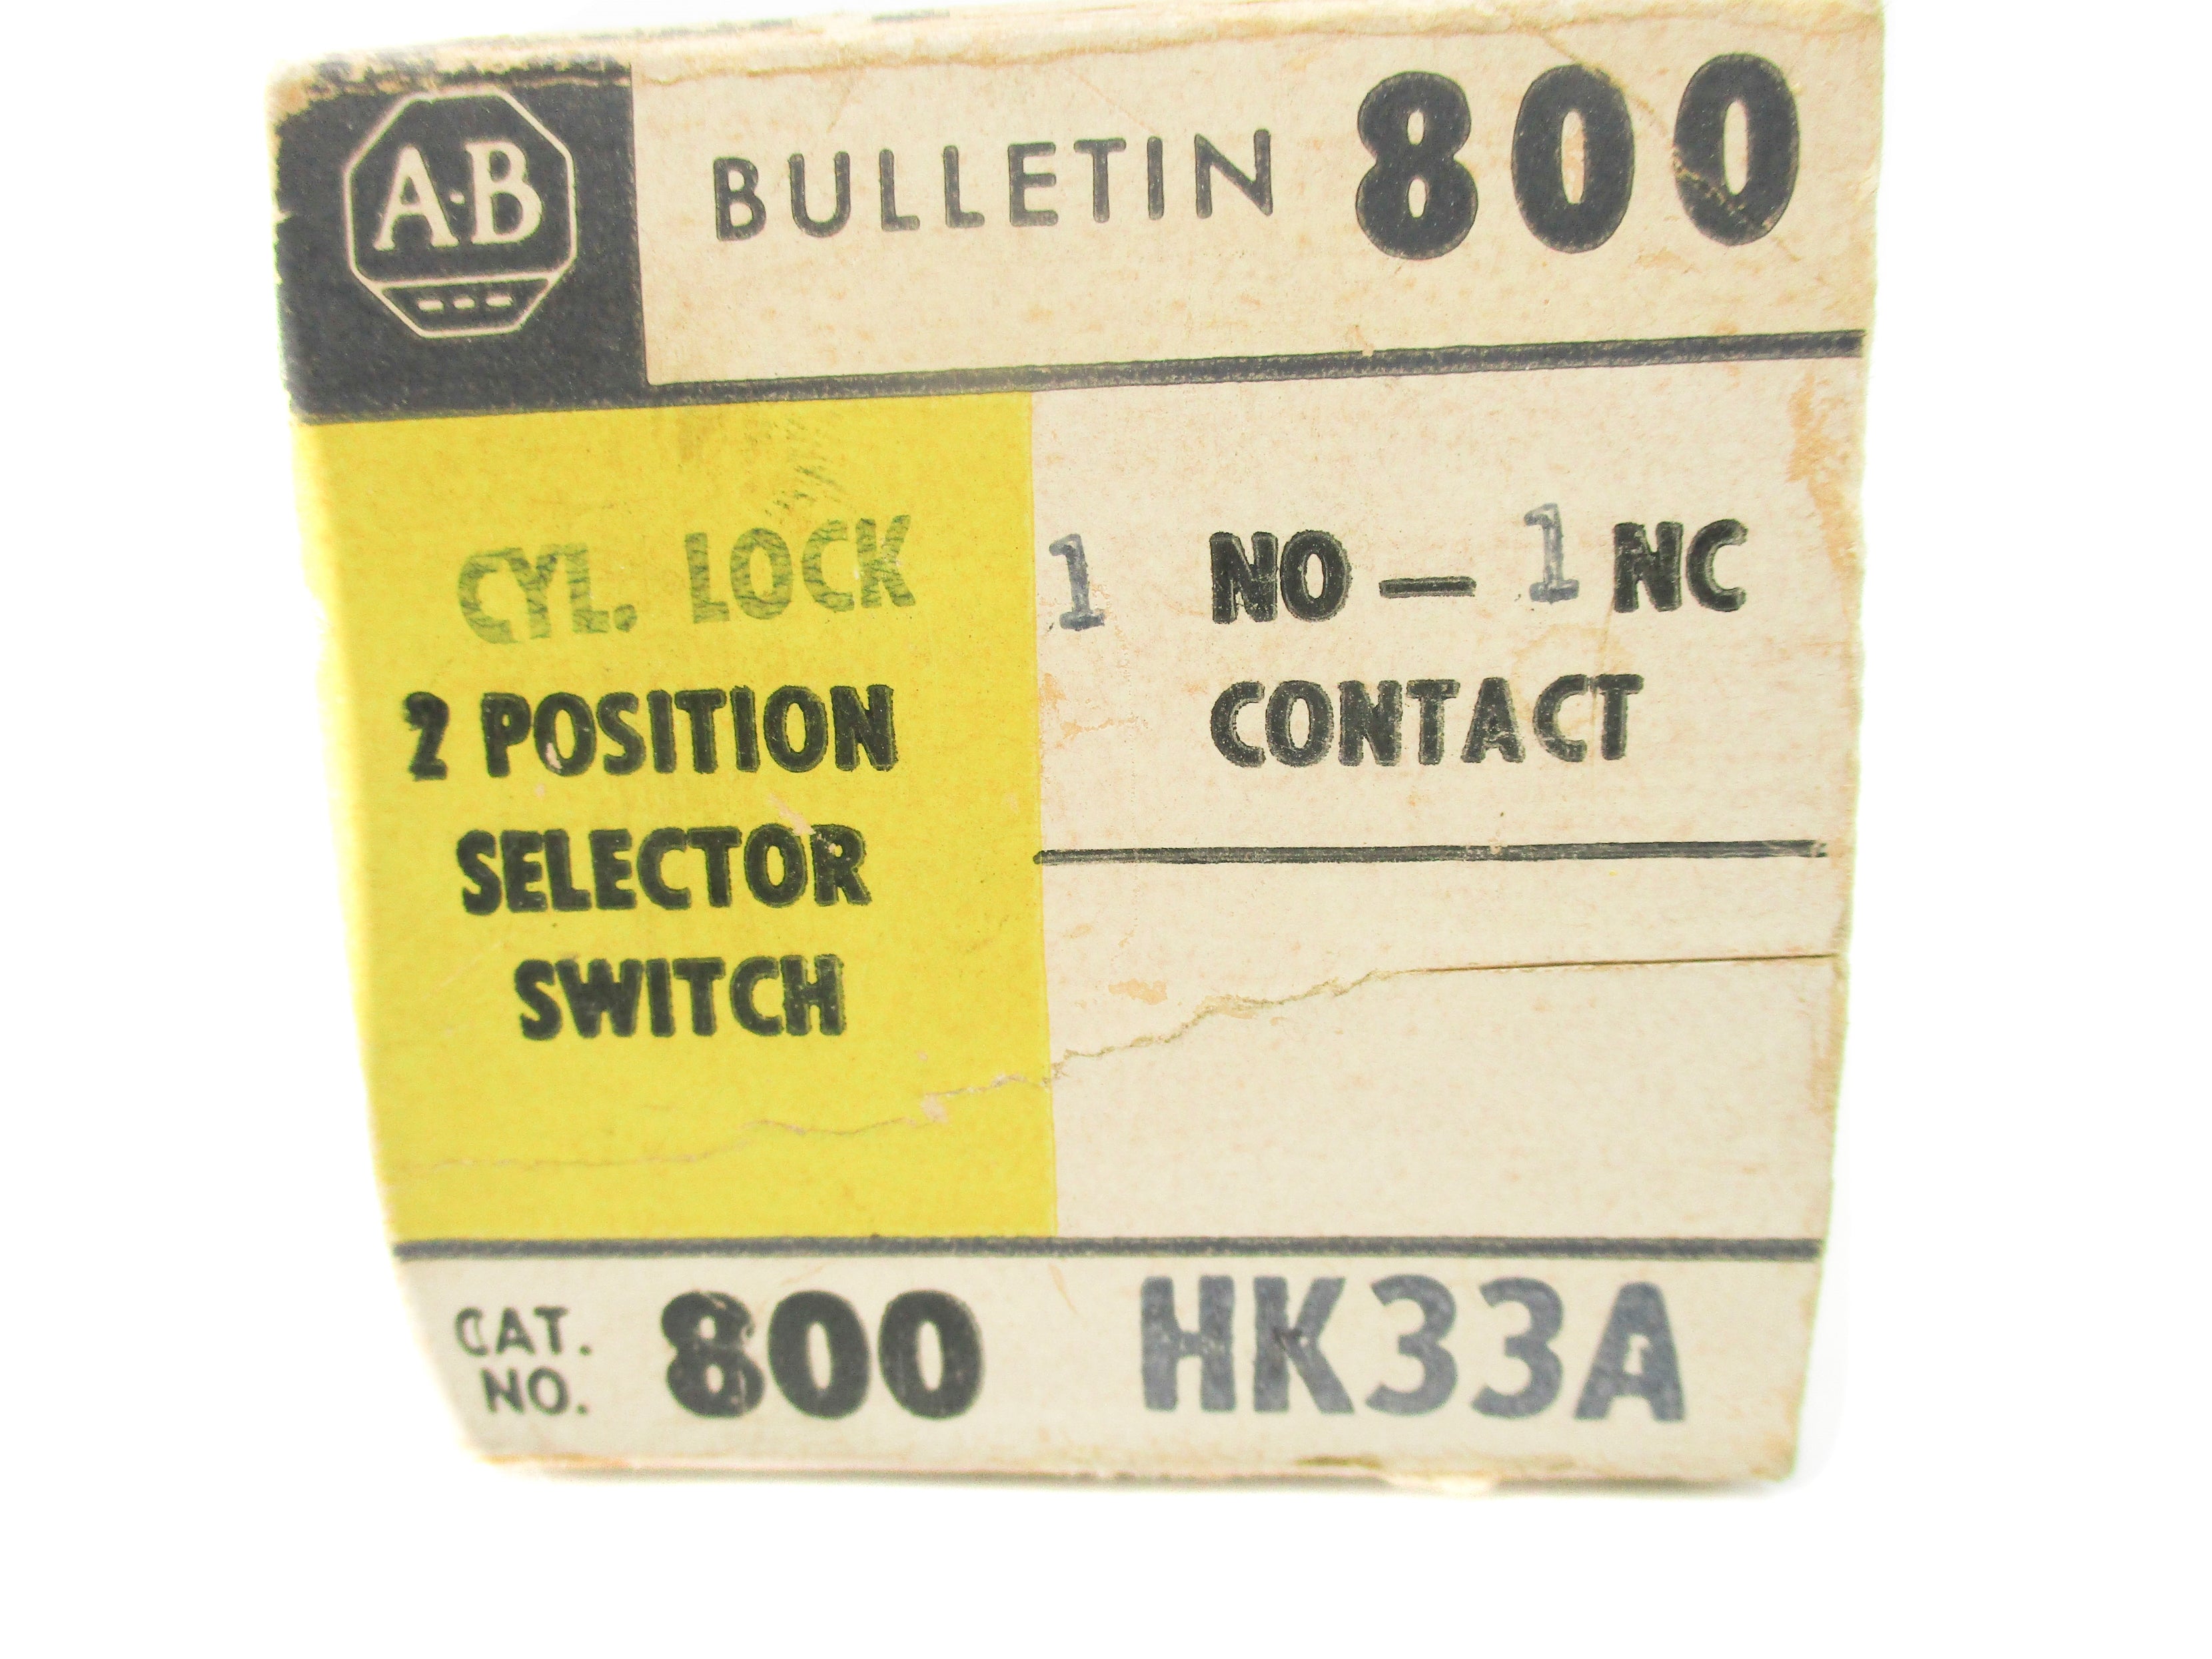 A·B
BULLETIN 800
CYL. LOCK
2 POSITION
SELECTOR
SWITCH
1 NO — 1 NC
CONTACT
CAT. NO. 800 HK33A